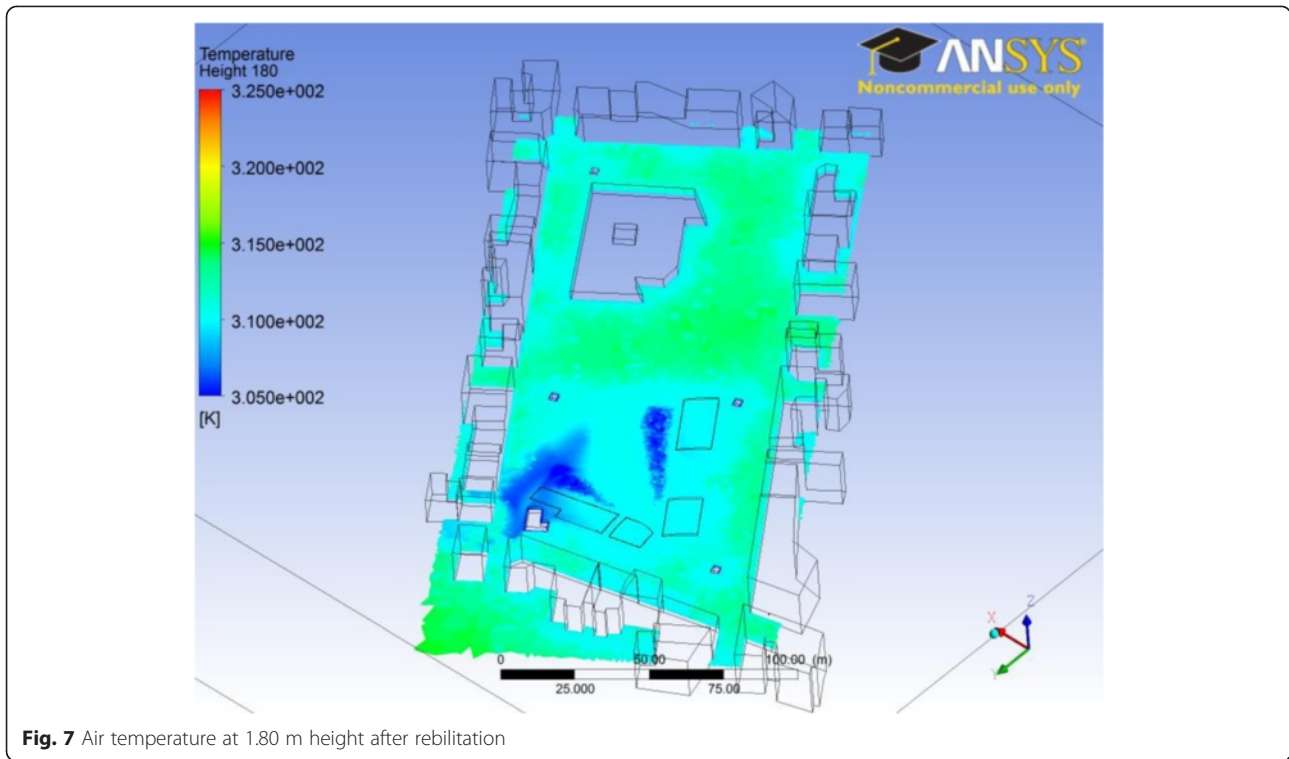 Temperature
Height 180
3.250e+002
3.200e+002
3.150e+002
3.100e+002
3.050e+002
[K]
ANSYS
Noncommercial use only
0 50.00 100.00 (m)
25.000 75.00
X Z
Y
Fig. 7 Air temperature at 1.80 m height after rebilitation